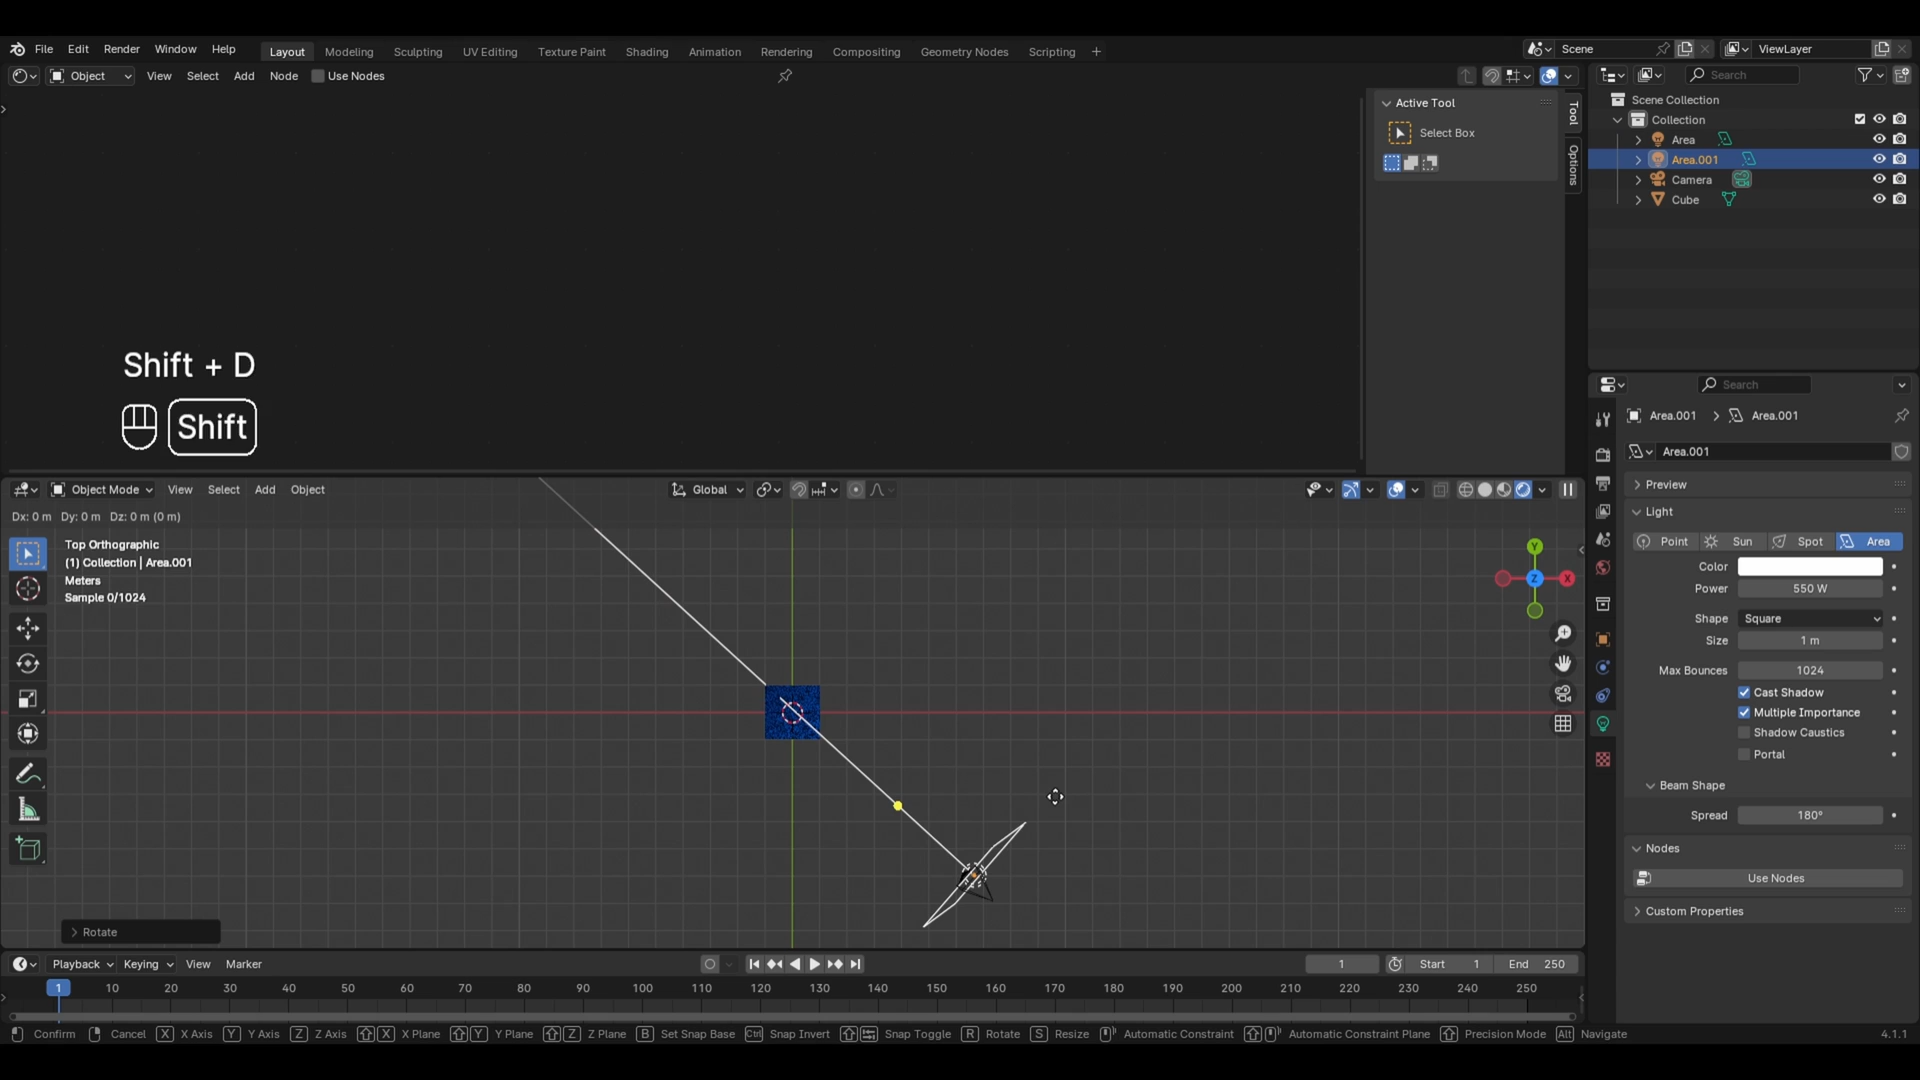 File Edit Render Window Help Layout Modeling Sculpting UV Editing Texture Paint Shading Animation Rendering Compositing Geometry Nodes Scripting + Scene ViewLayer
Object View Select Add Node Use Nodes Search
Active Tool
Select Box
Tool
Options
Scene Collection
Collection
Area
Area.001
Camera
Cube
Shift + D
Shift
Search
Area.001 > Area.001
Area.001
Preview
Light
Point Sun Spot Area
Color
Power 550 W
Shape Square
Size 1 m
Max Bounces 1024
Cast Shadow
Multiple Importance
Shadow Caustics
Portal
Beam Shape
Spread 180°
Nodes
Use Nodes
Custom Properties
Object Mode View Select Add Object Global
Dx: 0 m Dy: 0 m Dz: 0 m (0 m)
Top Orthographic
(1) Collection | Area.001
Meters
Sample 0/1024
Y
Z X
Rotate
Playback Keying View Marker 1 Start 1 End 250
1 10 20 30 40 50 60 70 80 90 100 110 120 130 140 150 160 170 180 190 200 210 220 230 240 250
Confirm Cancel X X Axis Y Y Axis Z Z Axis X X Plane Y Y Plane Z Z Plane B Set Snap Base Ctrl Snap Invert Snap Toggle R Rotate S Resize Automatic Constraint Automatic Constraint Plane Precision Mode Alt Navigate 4.1.1